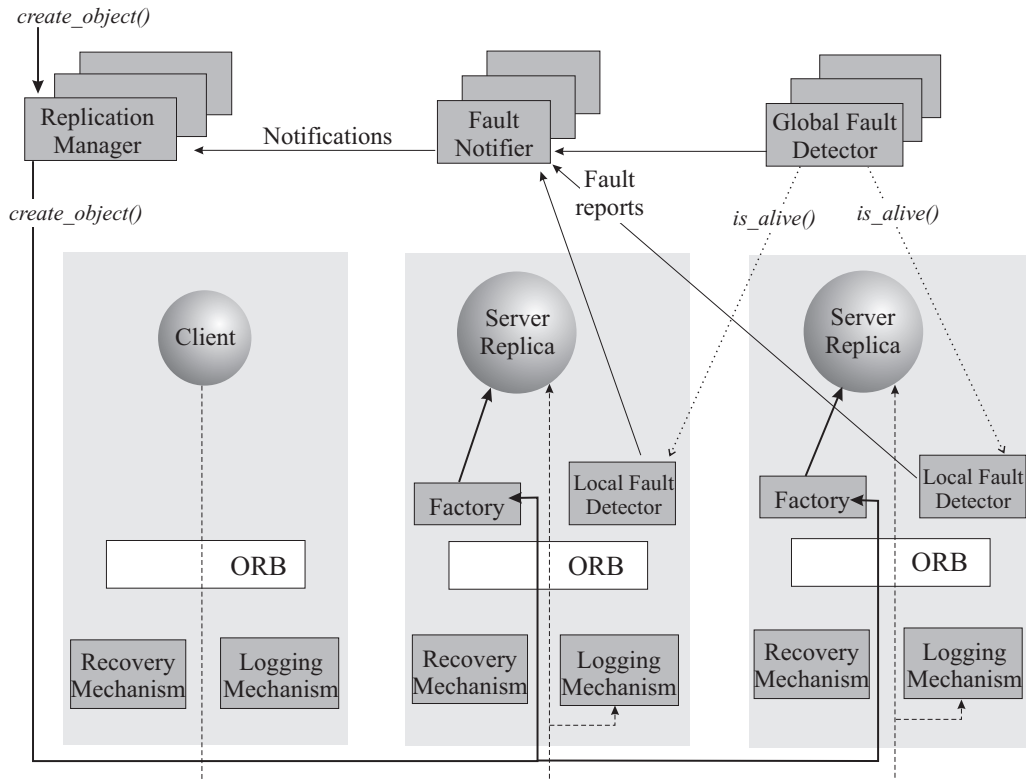 create_object()
Replication
Manager
Notifications
Fault
Notifier
Global Fault
Detector
Fault
reports
create_object()
is_alive()
is_alive()
Client
Server
Replica
Server
Replica
Factory
Local Fault
Detector
Factory
Local Fault
Detector
ORB
ORB
ORB
Recovery
Mechanism
Logging
Mechanism
Recovery
Mechanism
Logging
Mechanism
Recovery
Mechanism
Logging
Mechanism